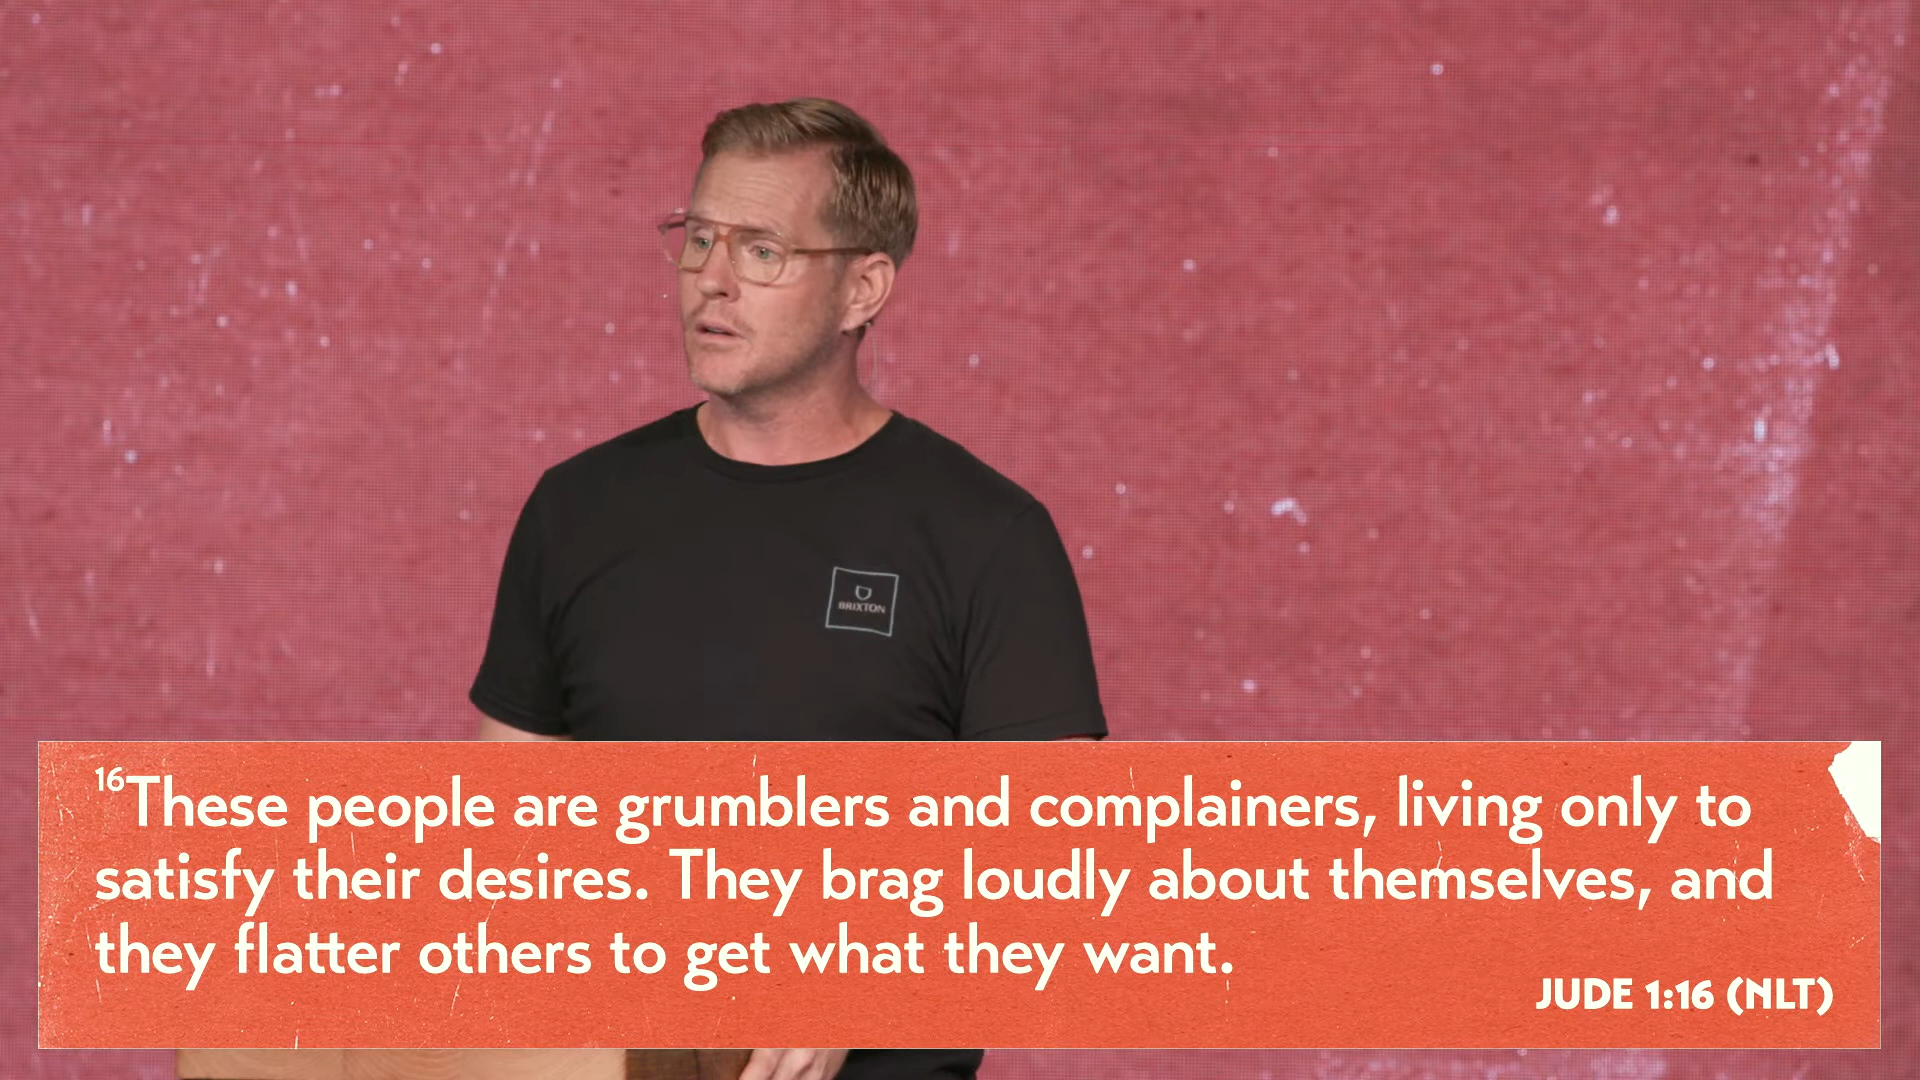 BRIXTON
16These people are grumblers and complainers, living only to
satisfy their desires. They brag loudly about themselves, and
they flatter others to get what they want.
JUDE 1:16 (NLT)